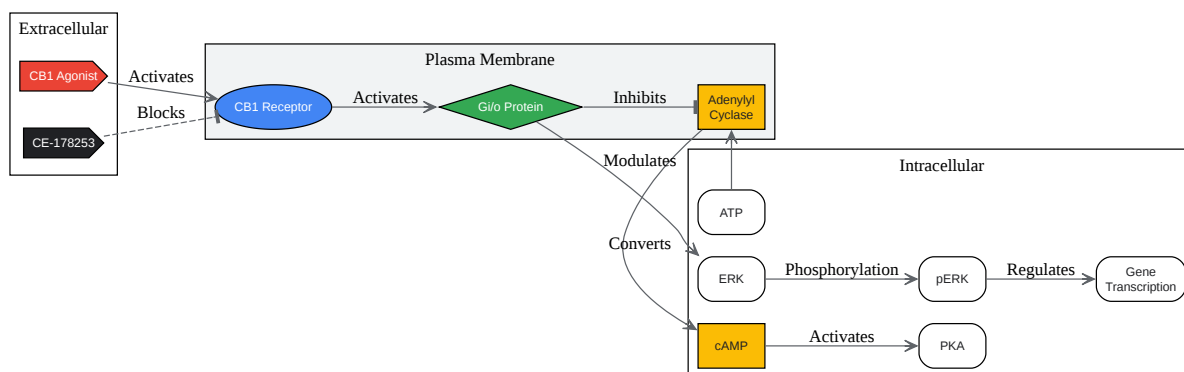 Extracellular
CB1 Agonist
CE-178253
Activates
Blocks
Plasma Membrane
CB1 Receptor
Activates
Gi/o Protein
Inhibits
Adenylyl
Cyclase
Modulates
Converts
Intracellular
ATP
ERK
Phosphorylation
pERK
Regulates
Gene
Transcription
cAMP
Activates
PKA